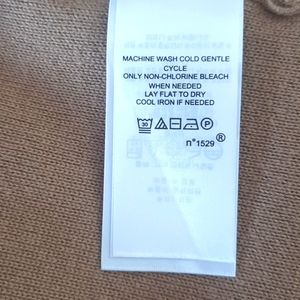 MACHINE WASH COLD GENTLE
CYCLE
ONLY NON-CHLORINE BLEACH
WHEN NEEDED
LAY FLAT TO DRY
COOL IRON IF NEEDED
30 P
n°1529 ®